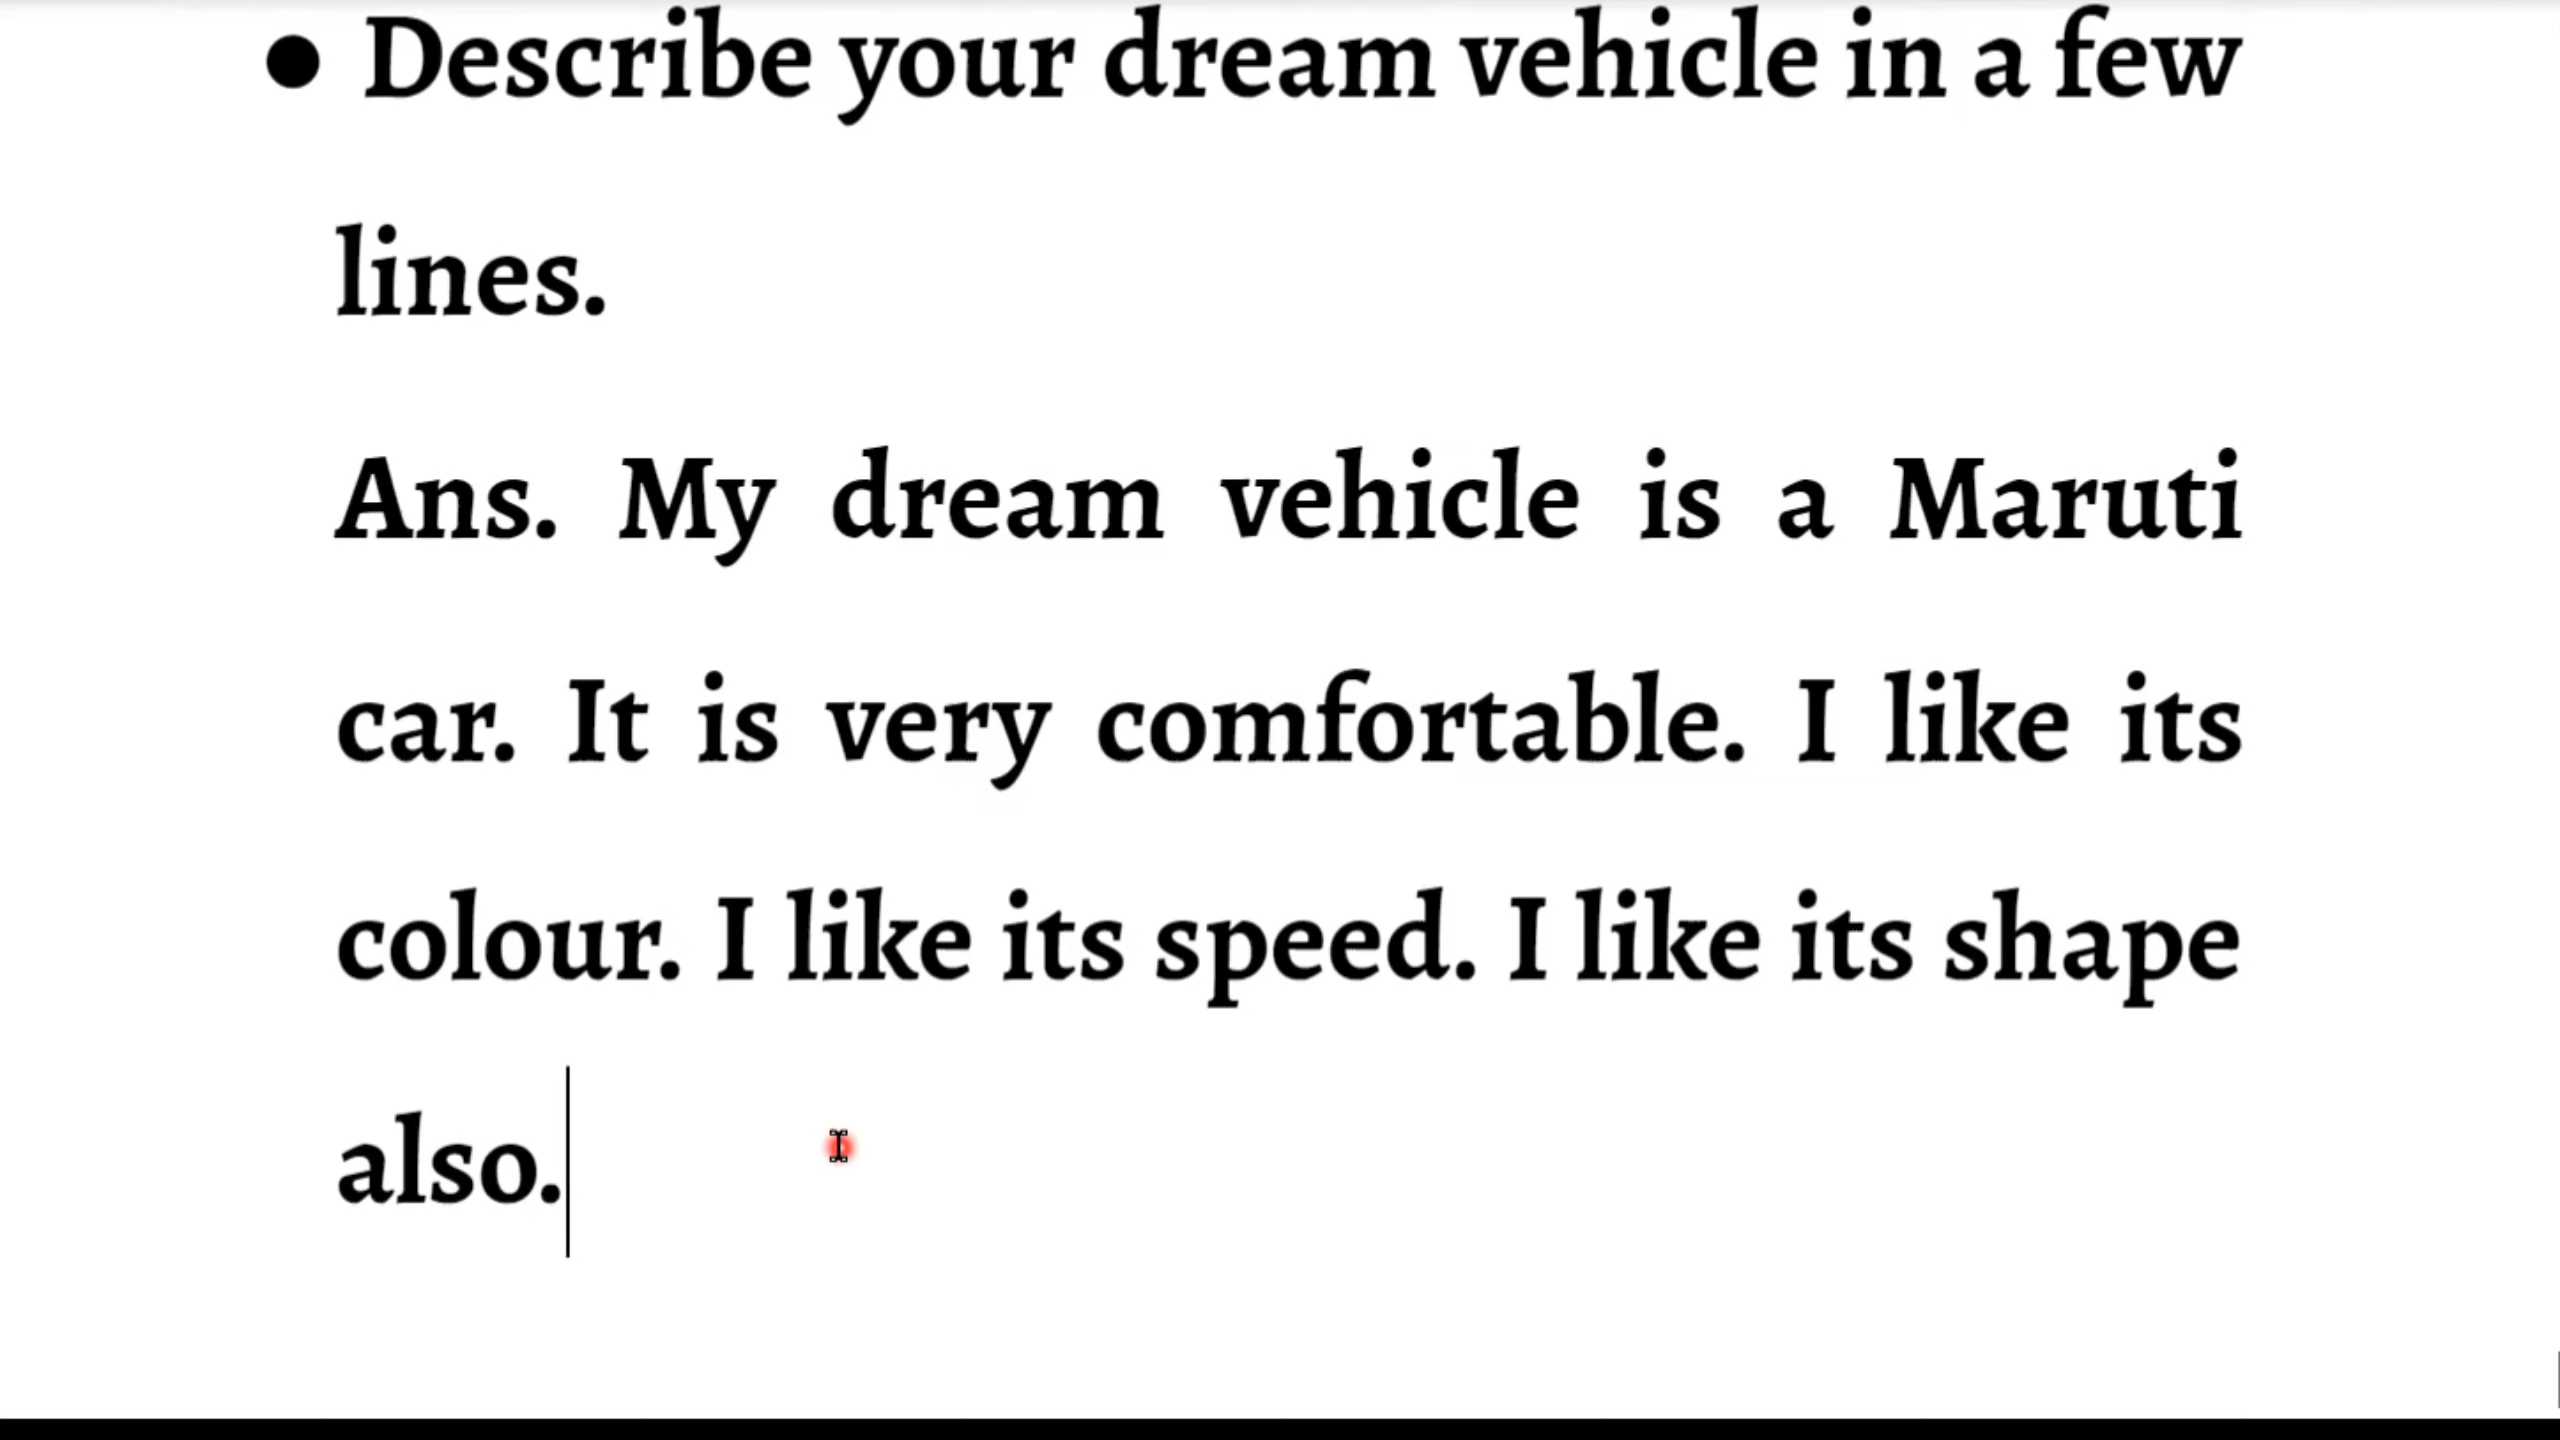 ● Describe your dream vehicle in a few
lines.
Ans. My dream vehicle is a Maruti
car. It is very comfortable. I like its
colour. I like its speed. I like its shape
also.